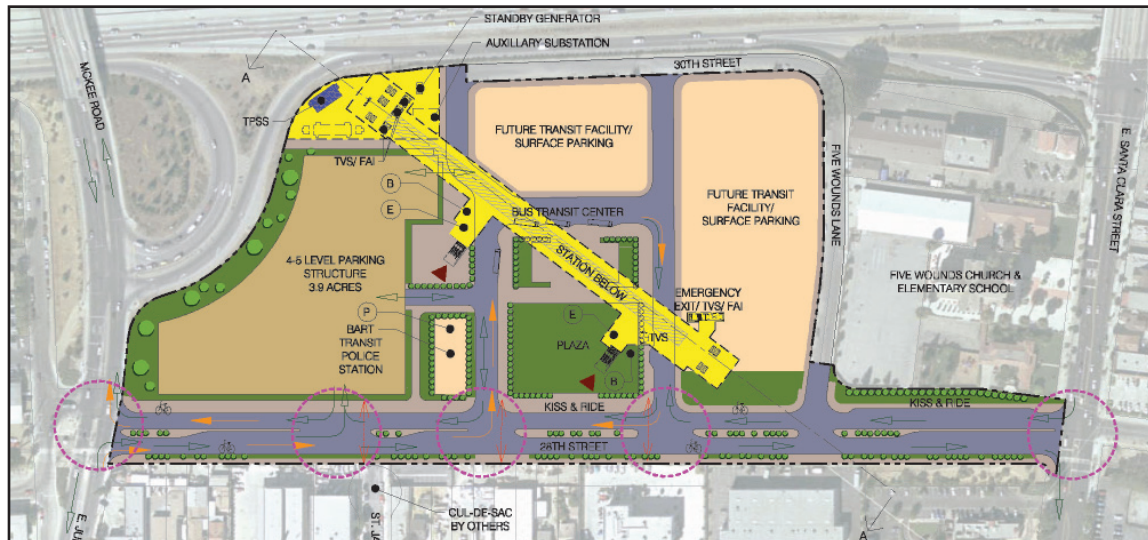 STANDBY GENERATOR
AUXILLARY SUBSTATION
A
MCKEE ROAD
30TH STREET
TPSS
TVS/ FAI
FUTURE TRANSIT FACILITY/
SURFACE PARKING
FUTURE TRANSIT
FACILITY/
SURFACE PARKING
FIVE WOUNDS LANE
E. SANTA CLARA STREET
B
E
BUS TRANSIT CENTER
STATION BELOW
4-5 LEVEL PARKING
STRUCTURE
3.9 ACRES
FIVE WOUNDS CHURCH &
ELEMENTARY SCHOOL
EMERGENCY
EXIT/ TVS/ FAI
P
BART
TRANSIT
POLICE
STATION
E
PLAZA
TVS
B
KISS & RIDE
KISS & RIDE
28TH STREET
CUL-DE-SAC
BY OTHERS
A